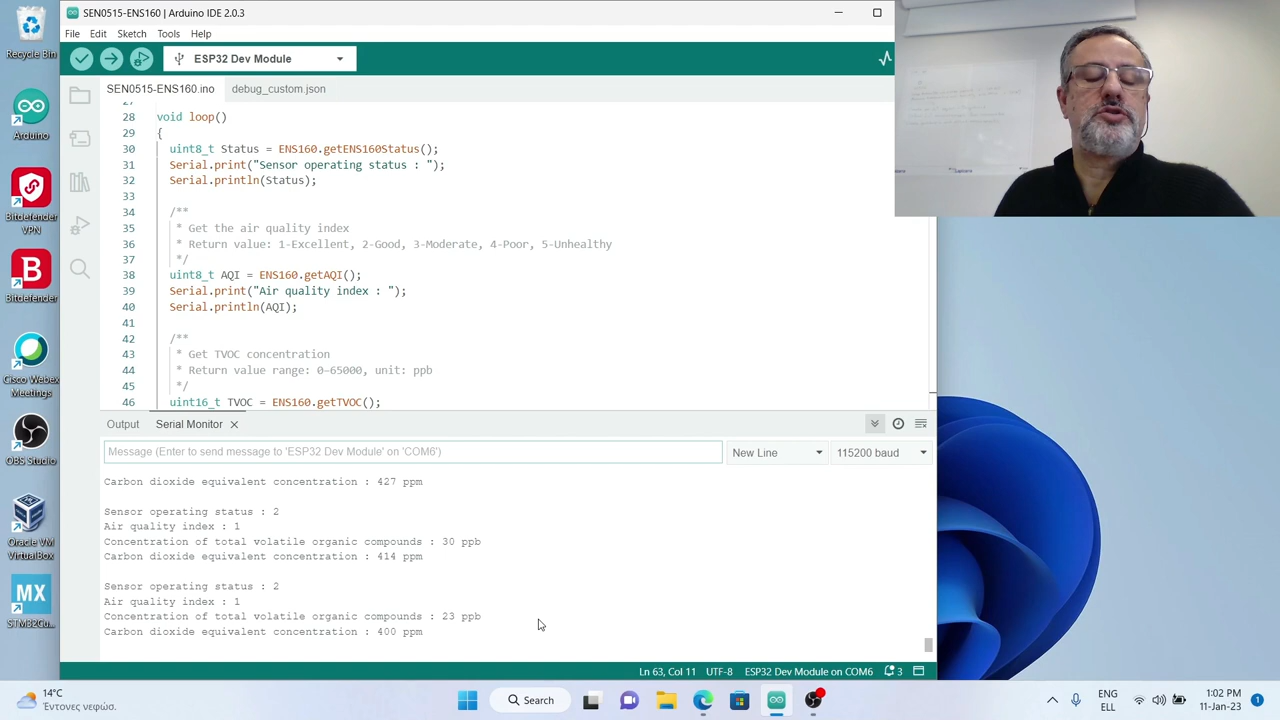 SEN0515-ENS160 | Arduino IDE 2.0.3
File Edit Sketch Tools Help
ESP32 Dev Module
SEN0515-ENS160.ino debug_custom.json
28 void loop()
29 {
30 uint8_t Status = ENS160.getENS160Status();
31 Serial.print("Sensor operating status : ");
32 Serial.println(Status);
33
34 /**
35 * Get the air quality index
36 * Return value: 1-Excellent, 2-Good, 3-Moderate, 4-Poor, 5-Unhealthy
37 */
38 uint8_t AQI = ENS160.getAQI();
39 Serial.print("Air quality index : ");
40 Serial.println(AQI);
41
42 /**
43 * Get TVOC concentration
44 * Return value range: 0–65000, unit: ppb
45 */
46 uint16_t TVOC = ENS160.getTVOC();
Output Serial Monitor
Message (Enter to send message to 'ESP32 Dev Module' on 'COM6')
New Line 115200 baud
Carbon dioxide equivalent concentration : 427 ppm
Sensor operating status : 2
Air quality index : 1
Concentration of total volatile organic compounds : 30 ppb
Carbon dioxide equivalent concentration : 414 ppm
Sensor operating status : 2
Air quality index : 1
Concentration of total volatile organic compounds : 23 ppb
Carbon dioxide equivalent concentration : 400 ppm
Ln 63, Col 11 UTF-8 ESP32 Dev Module on COM6 3
Recycle Bin
Arduino
Bitdefender
VPN
Bitdefender
Cisco Webex
Meetings
OBS Studio
Oracle VM
VirtualBox
MX
STM32Cu...
14°C
Έντονες νεφώσε.
Search
ENG
ELL
1:02 PM
11-Jan-23
1